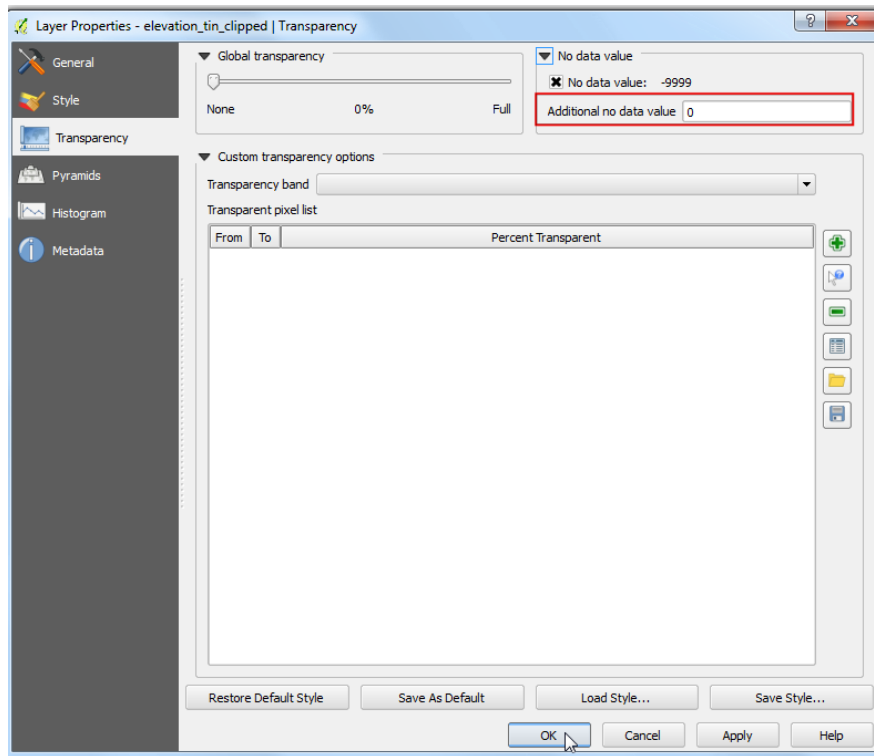 Layer Properties - elevation_tin_clipped | Transparency
General
Style
Transparency
Pyramids
Histogram
Metadata
Global transparency
None 0% Full
No data value
No data value: -9999
Additional no data value 0
Custom transparency options
Transparency band
Transparent pixel list
From To Percent Transparent
Restore Default Style Save As Default Load Style... Save Style...
OK Cancel Apply Help